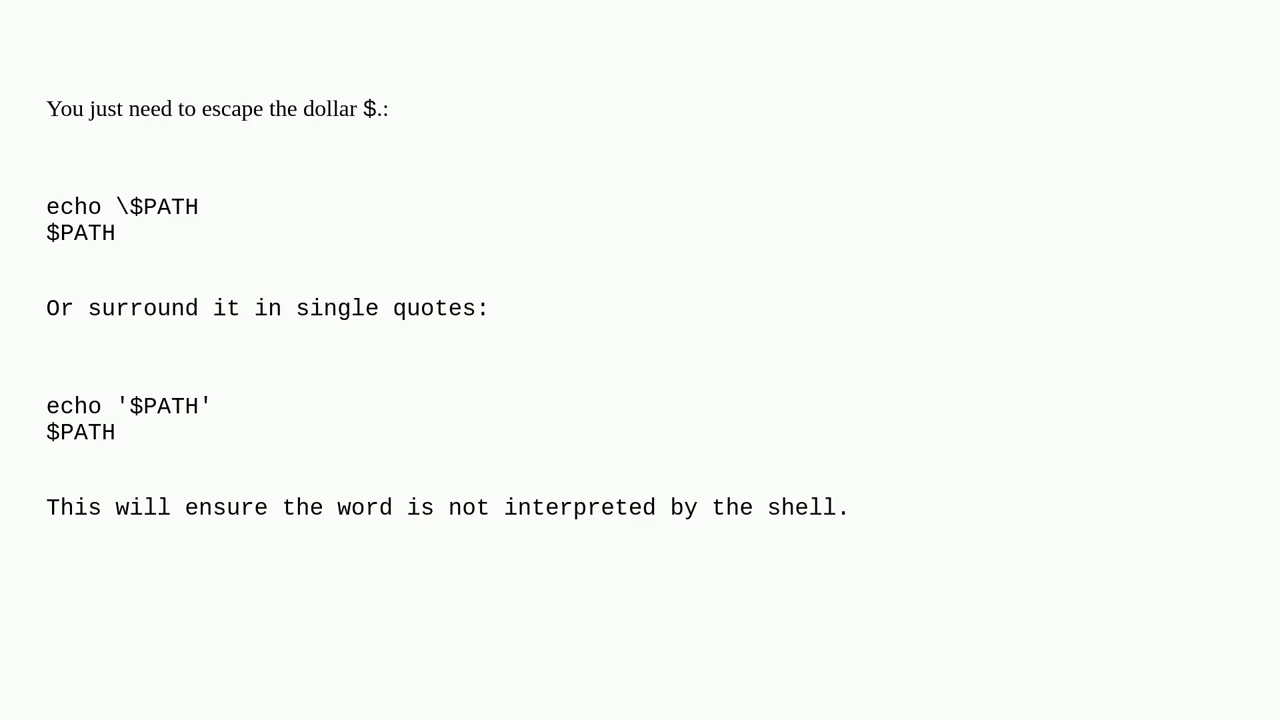 You just need to escape the dollar $.:
echo \$PATH
$PATH
Or surround it in single quotes:
echo '$PATH'
$PATH
This will ensure the word is not interpreted by the shell.